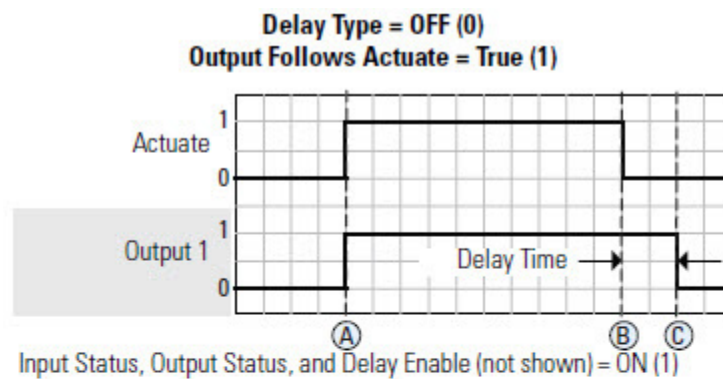 Delay Type = OFF (0)
Output Follows Actuate = True (1)
1
Actuate
0
1
Output 1
Delay Time
0
A B C
Input Status, Output Status, and Delay Enable (not shown) = ON (1)